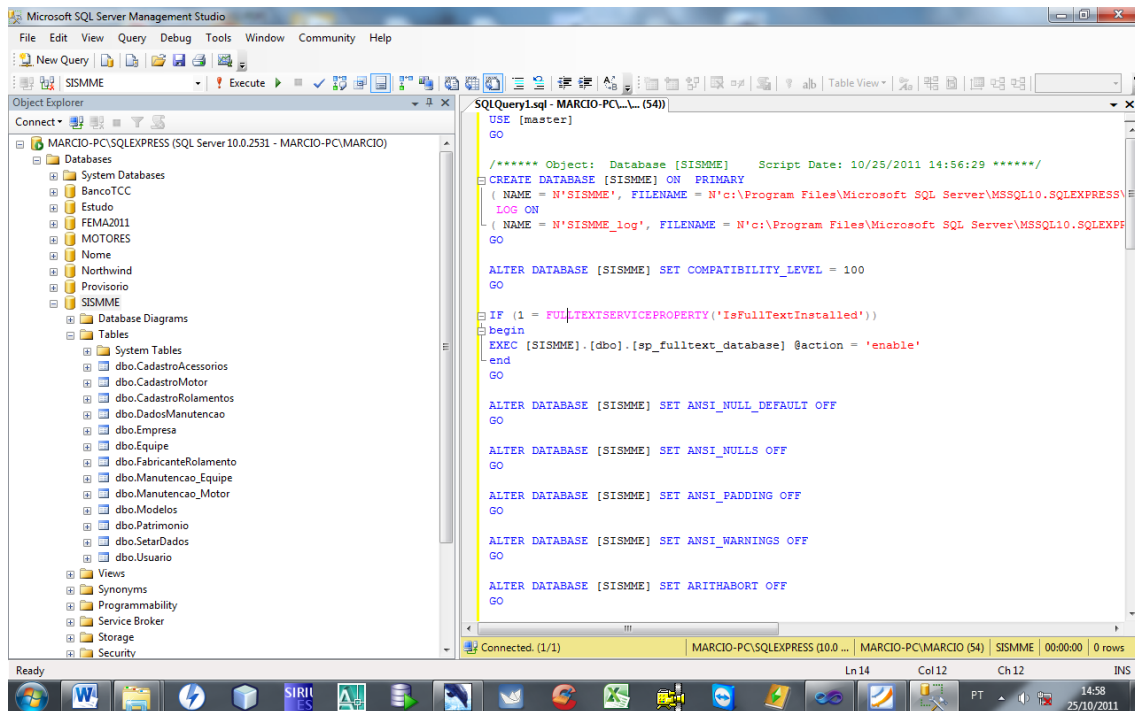 Microsoft SQL Server Management Studio
File Edit View Query Debug Tools Window Community Help
New Query
SISMME Execute Table View
Object Explorer
Connect
MARCIO-PC\SQLEXPRESS (SQL Server 10.0.2531 - MARCIO-PC\MARCIO)
Databases
System Databases
BancoTCC
Estudo
FEMA2011
MOTORES
Nome
Northwind
Provisorio
SISMME
Database Diagrams
Tables
System Tables
dbo.CadastroAcessorios
dbo.CadastroMotor
dbo.CadastroRolamentos
dbo.DadosManutencao
dbo.Empresa
dbo.Equipe
dbo.FabricanteRolamento
dbo.Manutencao_Equipe
dbo.Manutencao_Motor
dbo.Modelos
dbo.Patrimonio
dbo.SetarDados
dbo.Usuario
Views
Synonyms
Programmability
Service Broker
Storage
Security
SQLQuery1.sql - MARCIO-PC\...\... (54))
USE [master]
GO
/****** Object: Database [SISMME] Script Date: 10/25/2011 14:56:29 ******/
CREATE DATABASE [SISMME] ON PRIMARY
( NAME = N'SISMME', FILENAME = N'c:\Program Files\Microsoft SQL Server\MSSQL10.SQLEXPRESS\
LOG ON
( NAME = N'SISMME_log', FILENAME = N'c:\Program Files\Microsoft SQL Server\MSSQL10.SQLEXPR
GO
ALTER DATABASE [SISMME] SET COMPATIBILITY_LEVEL = 100
GO
IF (1 = FULLTEXTSERVICEPROPERTY('IsFullTextInstalled'))
begin
EXEC [SISMME].[dbo].[sp_fulltext_database] @action = 'enable'
end
GO
ALTER DATABASE [SISMME] SET ANSI_NULL_DEFAULT OFF
GO
ALTER DATABASE [SISMME] SET ANSI_NULLS OFF
GO
ALTER DATABASE [SISMME] SET ANSI_PADDING OFF
GO
ALTER DATABASE [SISMME] SET ANSI_WARNINGS OFF
GO
ALTER DATABASE [SISMME] SET ARITHABORT OFF
GO
Connected. (1/1) MARCIO-PC\SQLEXPRESS (10.0 ... MARCIO-PC\MARCIO (54) SISMME 00:00:00 0 rows
Ready Ln 14 Col 12 Ch 12 INS
PT 14:58
25/10/2011